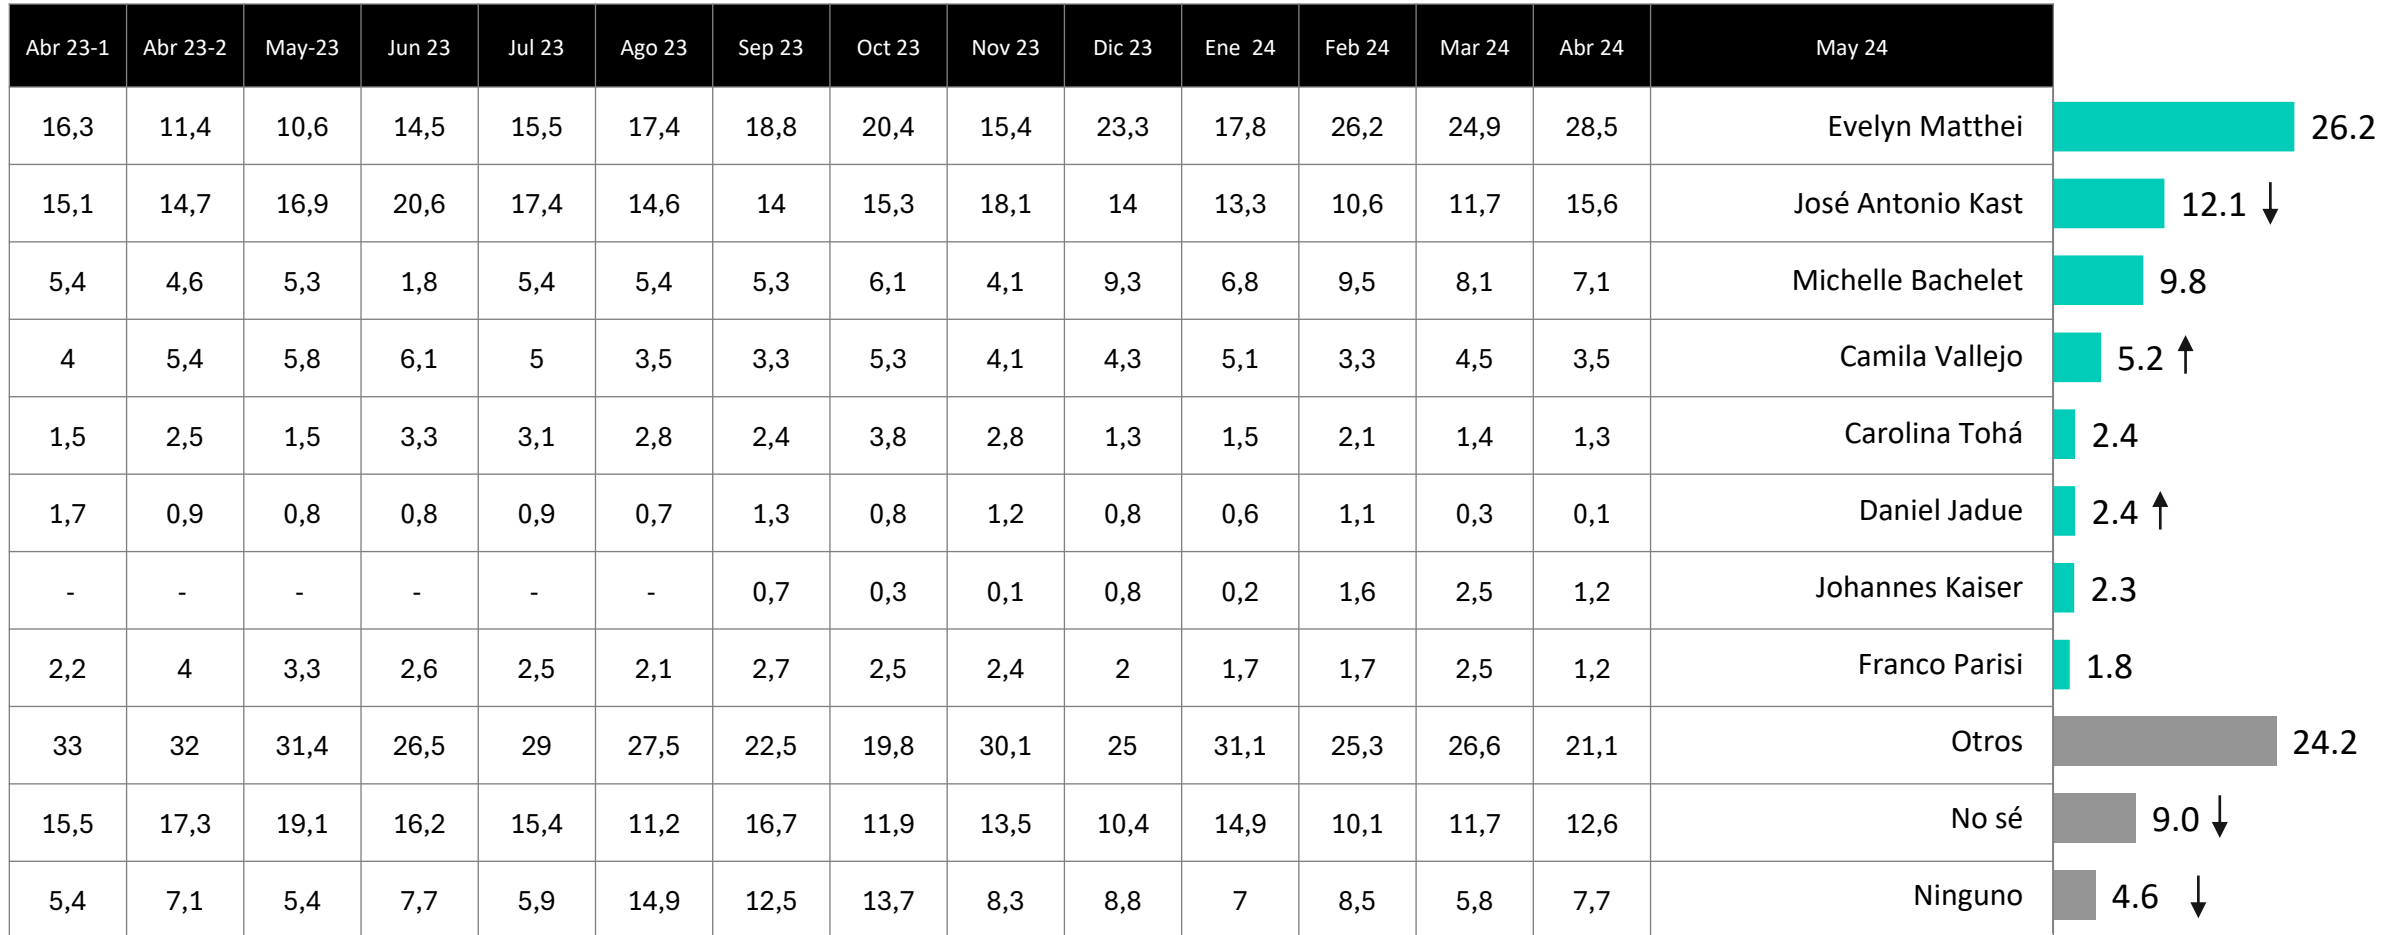 Abr 23-1 Abr 23-2 May-23 Jun 23 Jul 23 Ago 23 Sep 23 Oct 23 Nov 23 Dic 23 Ene 24 Feb 24 Mar 24 Abr 24 May 24
16,3 11,4 10,6 14,5 15,5 17,4 18,8 20,4 15,4 23,3 17,8 26,2 24,9 28,5 Evelyn Matthei 26.2
15,1 14,7 16,9 20,6 17,4 14,6 14 15,3 18,1 14 13,3 10,6 11,7 15,6 José Antonio Kast 12.1 ↓
5,4 4,6 5,3 1,8 5,4 5,4 5,3 6,1 4,1 9,3 6,8 9,5 8,1 7,1 Michelle Bachelet 9.8
4 5,4 5,8 6,1 5 3,5 3,3 5,3 4,1 4,3 5,1 3,3 4,5 3,5 Camila Vallejo 5.2 ↑
1,5 2,5 1,5 3,3 3,1 2,8 2,4 3,8 2,8 1,3 1,5 2,1 1,4 1,3 Carolina Tohá 2.4
1,7 0,9 0,8 0,8 0,9 0,7 1,3 0,8 1,2 0,8 0,6 1,1 0,3 0,1 Daniel Jadue 2.4 ↑
- - - - - - 0,7 0,3 0,1 0,8 0,2 1,6 2,5 1,2 Johannes Kaiser 2.3
2,2 4 3,3 2,6 2,5 2,1 2,7 2,5 2,4 2 1,7 1,7 2,5 1,2 Franco Parisi 1.8
33 32 31,4 26,5 29 27,5 22,5 19,8 30,1 25 31,1 25,3 26,6 21,1 Otros 24.2
15,5 17,3 19,1 16,2 15,4 11,2 16,7 11,9 13,5 10,4 14,9 10,1 11,7 12,6 No sé 9.0 ↓
5,4 7,1 5,4 7,7 5,9 14,9 12,5 13,7 8,3 8,8 7 8,5 5,8 7,7 Ninguno 4.6 ↓